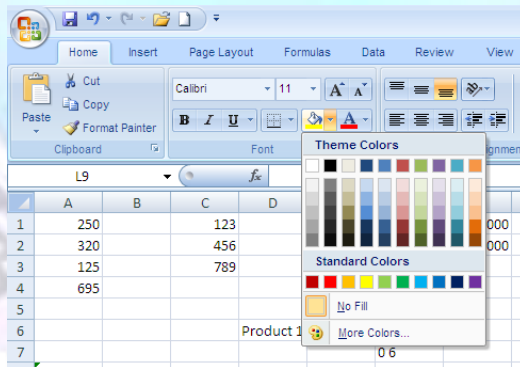 Home Insert Page Layout Formulas Data Review View
Cut
Copy
Paste
Format Painter
Calibri 11 A A
B I U A
Clipboard Font
Theme Colors
Standard Colors
No Fill
More Colors...
L9 fx
A B C D
1 250 123 000
2 320 456 000
3 125 789
4 695
5
6 Product 1
7 0 6